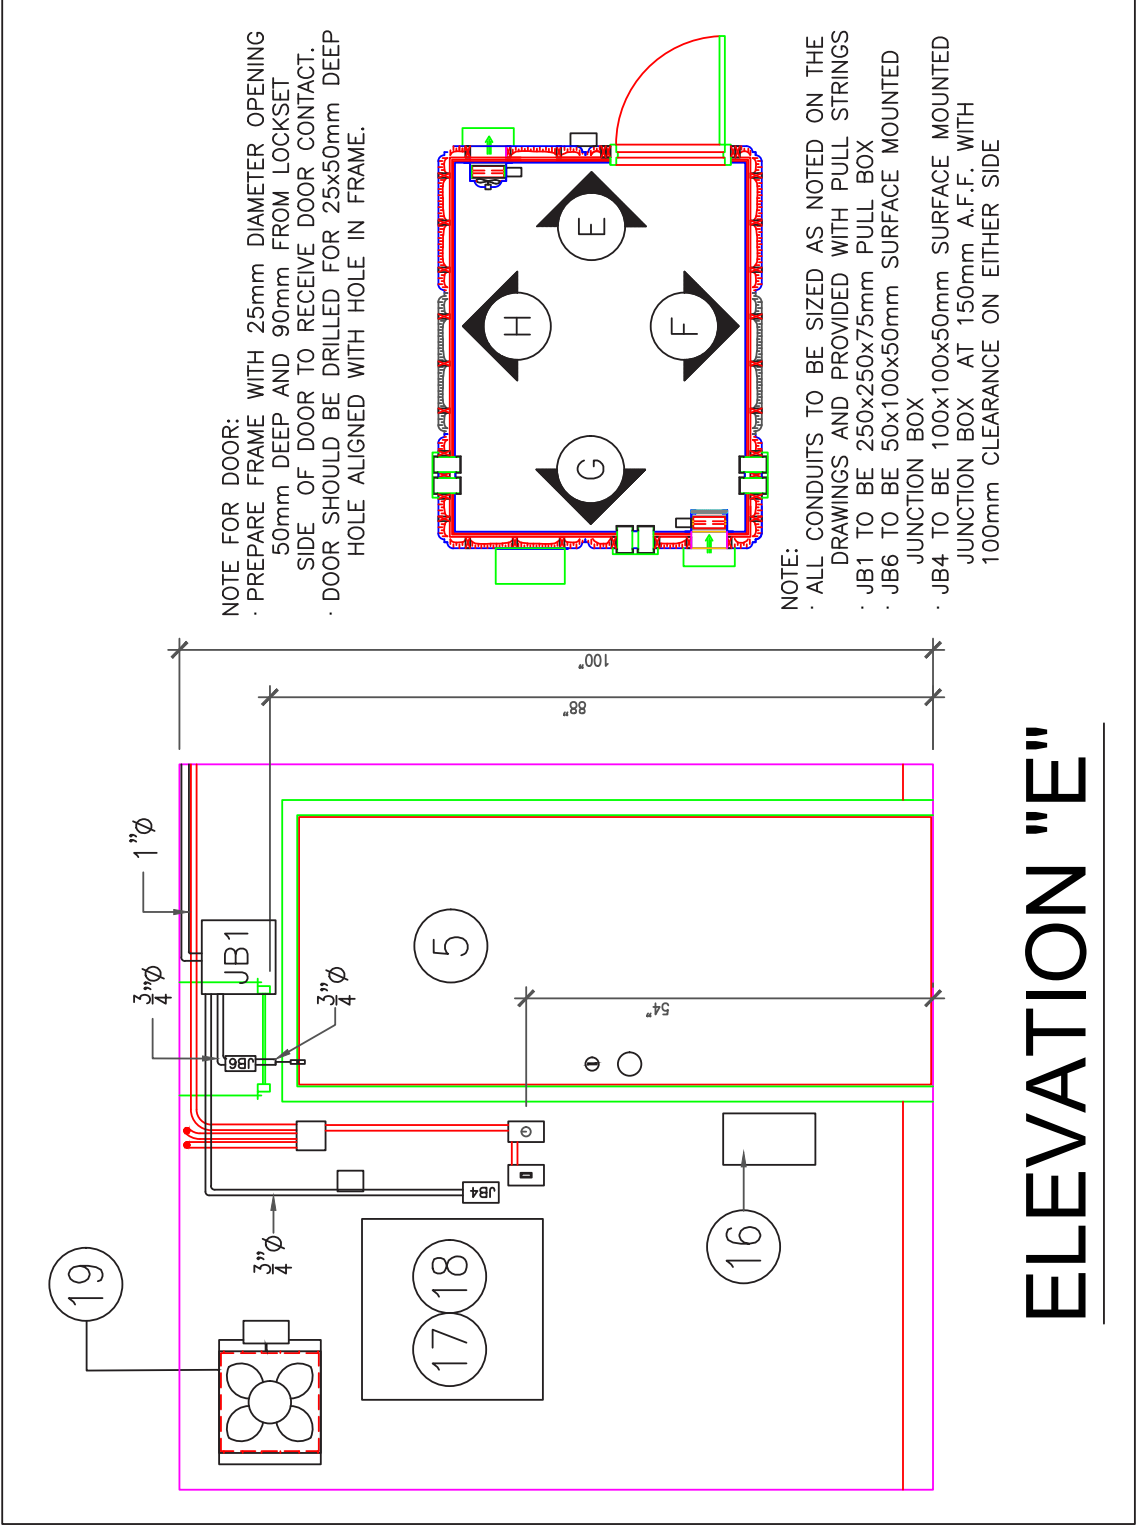 NOTE FOR DOOR:
· PREPARE FRAME WITH 25mm DIAMETER OPENING
50mm DEEP AND 90mm FROM LOCKSET
SIDE OF DOOR TO RECEIVE DOOR CONTACT.
· DOOR SHOULD BE DRILLED FOR 25x50mm DEEP
HOLE ALIGNED WITH HOLE IN FRAME.
H
E
G
F
NOTE:
· ALL CONDUITS TO BE SIZED AS NOTED ON THE
DRAWINGS AND PROVIDED WITH PULL STRINGS
· JB1 TO BE 250x250x75mm PULL BOX
· JB6 TO BE 50x100x50mm SURFACE MOUNTED
JUNCTION BOX
· JB4 TO BE 100x100x50mm SURFACE MOUNTED
JUNCTION BOX AT 150mm A.F.F. WITH
100mm CLEARANCE ON EITHER SIDE
19
3/4"Ø
3/4"Ø
1"Ø
JB1
JB6
3/4"Ø
JB4
17
18
5
16
54"
88"
100"
ELEVATION "E"